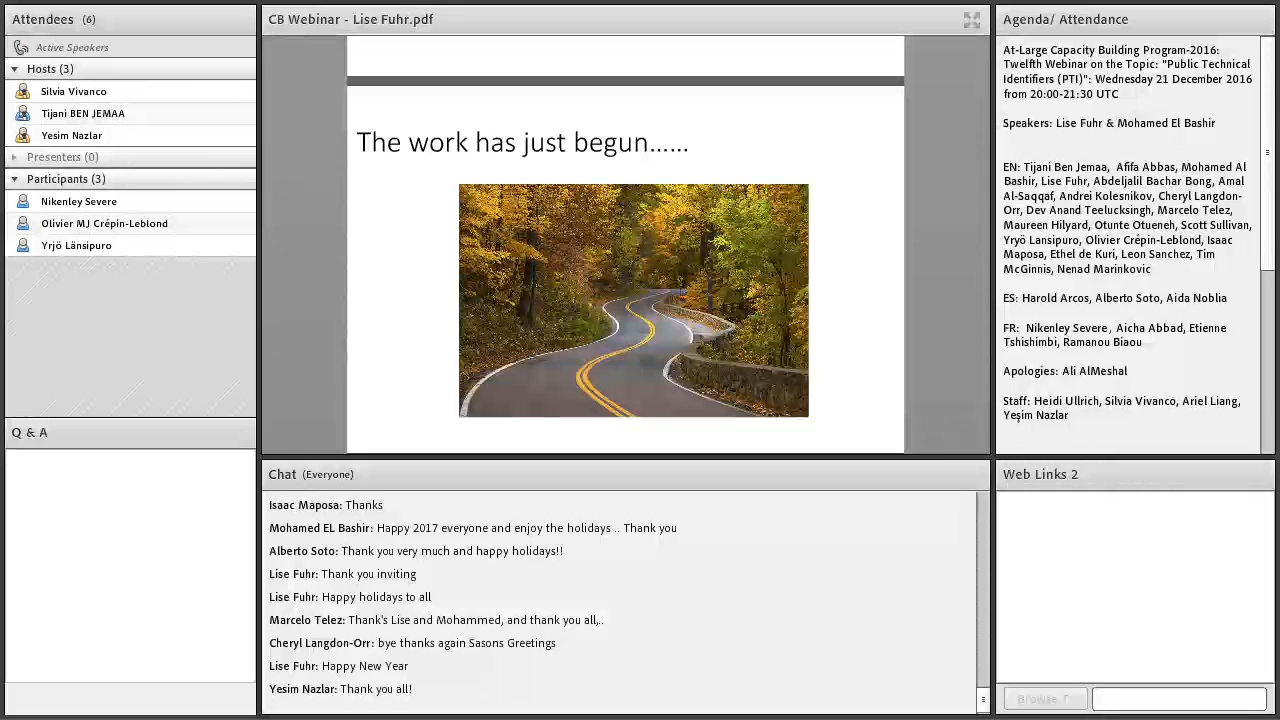 Attendees (6)
Active Speakers
Hosts (3)
Silvia Vivanco
Tijani BEN JEMAA
Yesim Nazlar
Presenters (0)
Participants (3)
Nikenley Severe
Olivier MJ Crépin-Leblond
Yrjö Länsipuro
Q & A
CB Webinar - Lise Fuhr.pdf
The work has just begun......
Chat (Everyone)
Isaac Maposa: Thanks
Mohamed EL Bashir: Happy 2017 everyone and enjoy the holidays .. Thank you
Alberto Soto: Thank you very much and happy holidays!!
Lise Fuhr: Thank you inviting
Lise Fuhr: Happy holidays to all
Marcelo Telez: Thank's Lise and Mohammed, and thank you all,..
Cheryl Langdon-Orr: bye thanks again Sasons Greetings
Lise Fuhr: Happy New Year
Yesim Nazlar: Thank you all!
Agenda/ Attendance
At-Large Capacity Building Program-2016:
Twelfth Webinar on the Topic: "Public Technical
Identifiers (PTI)": Wednesday 21 December 2016
from 20:00-21:30 UTC
Speakers: Lise Fuhr & Mohamed El Bashir
EN: Tijani Ben Jemaa, Afifa Abbas, Mohamed Al
Bashir, Lise Fuhr, Abdeljalil Bachar Bong, Amal
Al-Saqqaf, Andrei Kolesnikov, Cheryl Langdon-
Orr, Dev Anand Teelucksingh, Marcelo Telez,
Maureen Hilyard, Otunte Otueneh, Scott Sullivan,
Yryö Lansipuro, Olivier Crépin-Leblond, Isaac
Maposa, Ethel de Kuri, Leon Sanchez, Tim
McGinnis, Nenad Marinkovic
ES: Harold Arcos, Alberto Soto, Aida Noblia
FR: Nikenley Severe, Aicha Abbad, Etienne
Tshishimbi, Ramanou Biaou
Apologies: Ali AlMeshal
Staff: Heidi Ullrich, Silvia Vivanco, Ariel Liang,
Yeşim Nazlar
Web Links 2
Browse T